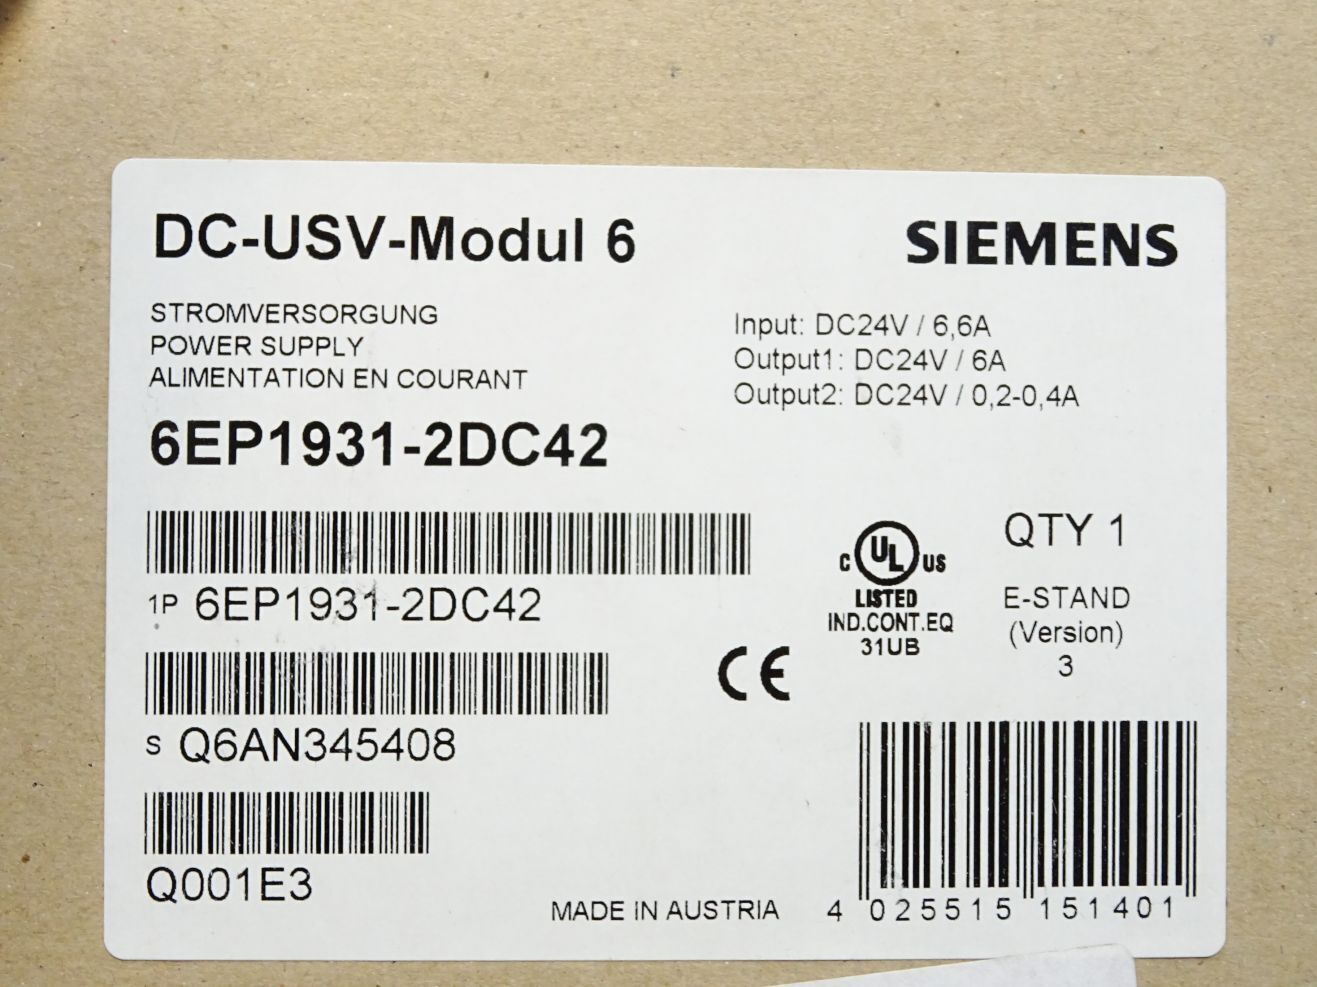 DC-USV-Modul 6
SIEMENS
STROMVERSORGUNG
POWER SUPPLY
ALIMENTATION EN COURANT
Input: DC24V / 6,6A
Output1: DC24V / 6A
Output2: DC24V / 0,2-0,4A
6EP1931-2DC42
1P 6EP1931-2DC42
S Q6AN345408
Q001E3
C UL US
LISTED
IND.CONT.EQ
31UB
CE
QTY 1
E-STAND
(Version)
3
MADE IN AUSTRIA
4 025515 151401